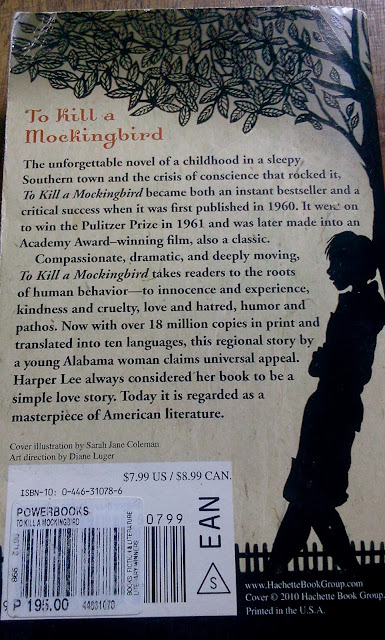 To Kill a
Mockingbird
The unforgettable novel of a childhood in a sleepy
Southern town and the crisis of conscience that rocked it,
To Kill a Mockingbird became both an instant bestseller and a
critical success when it was first published in 1960. It went on
to win the Pulitzer Prize in 1961 and was later made into an
Academy Award–winning film, also a classic.
Compassionate, dramatic, and deeply moving,
To Kill a Mockingbird takes readers to the roots
of human behavior—to innocence and experience,
kindness and cruelty, love and hatred, humor and
pathos. Now with over 18 million copies in print and
translated into ten languages, this regional story by
a young Alabama woman claims universal appeal.
Harper Lee always considered her book to be a
simple love story. Today it is regarded as a
masterpiece of American literature.
Cover illustration by Sarah Jane Coleman
Art direction by Diane Luger
$7.99 US / $8.99 CAN.
ISBN-10: 0-446-31078-6
POWERBOOKS
TO KILL A MOCKINGBIRD
BOOKS FICTION & LITERATURE
LITERARY WINNERS
P 195.00
0799
EAN
S
www.HachetteBookGroup.com
Cover © 2010 Hachette Book Group.
Printed in the U.S.A.